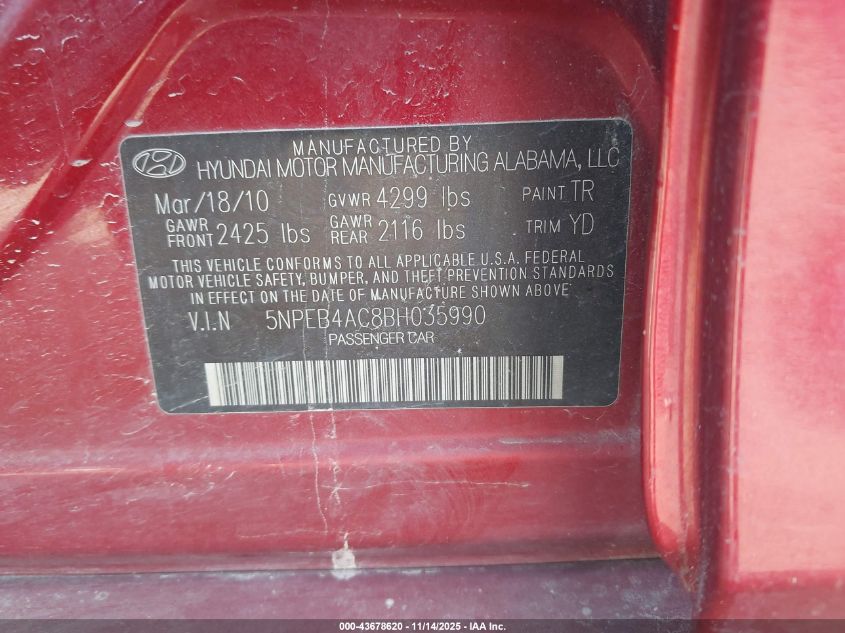 MANUFACTURED BY
HYUNDAI MOTOR MANUFACTURING ALABAMA, LLC
Mar/18/10 GVWR 4299 lbs PAINT TR
GAWR FRONT 2425 lbs GAWR REAR 2116 lbs TRIM YD
THIS VEHICLE CONFORMS TO ALL APPLICABLE U.S.A. FEDERAL
MOTOR VEHICLE SAFETY, BUMPER, AND THEFT PREVENTION STANDARDS
IN EFFECT ON THE DATE OF MANUFACTURE SHOWN ABOVE
V.I.N 5NPEB4AC8BH035990
PASSENGER CAR
000-43678620 - 11/14/2025 - WWW.IAAI.COM